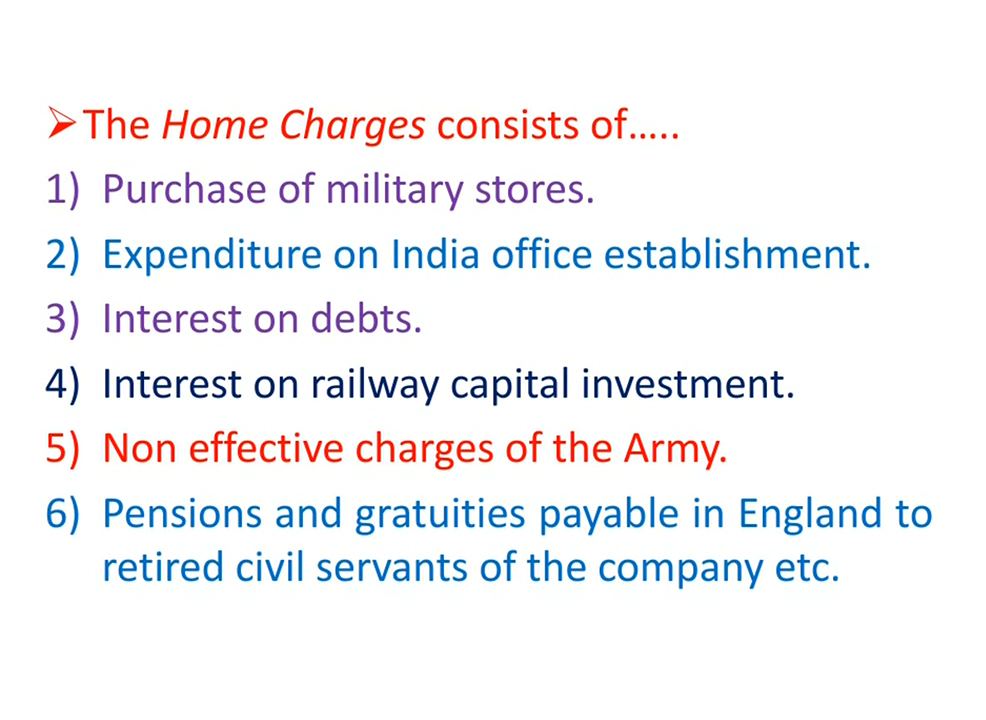 ➢The Home Charges consists of.....
1) Purchase of military stores.
2) Expenditure on India office establishment.
3) Interest on debts.
4) Interest on railway capital investment.
5) Non effective charges of the Army.
6) Pensions and gratuities payable in England to
retired civil servants of the company etc.